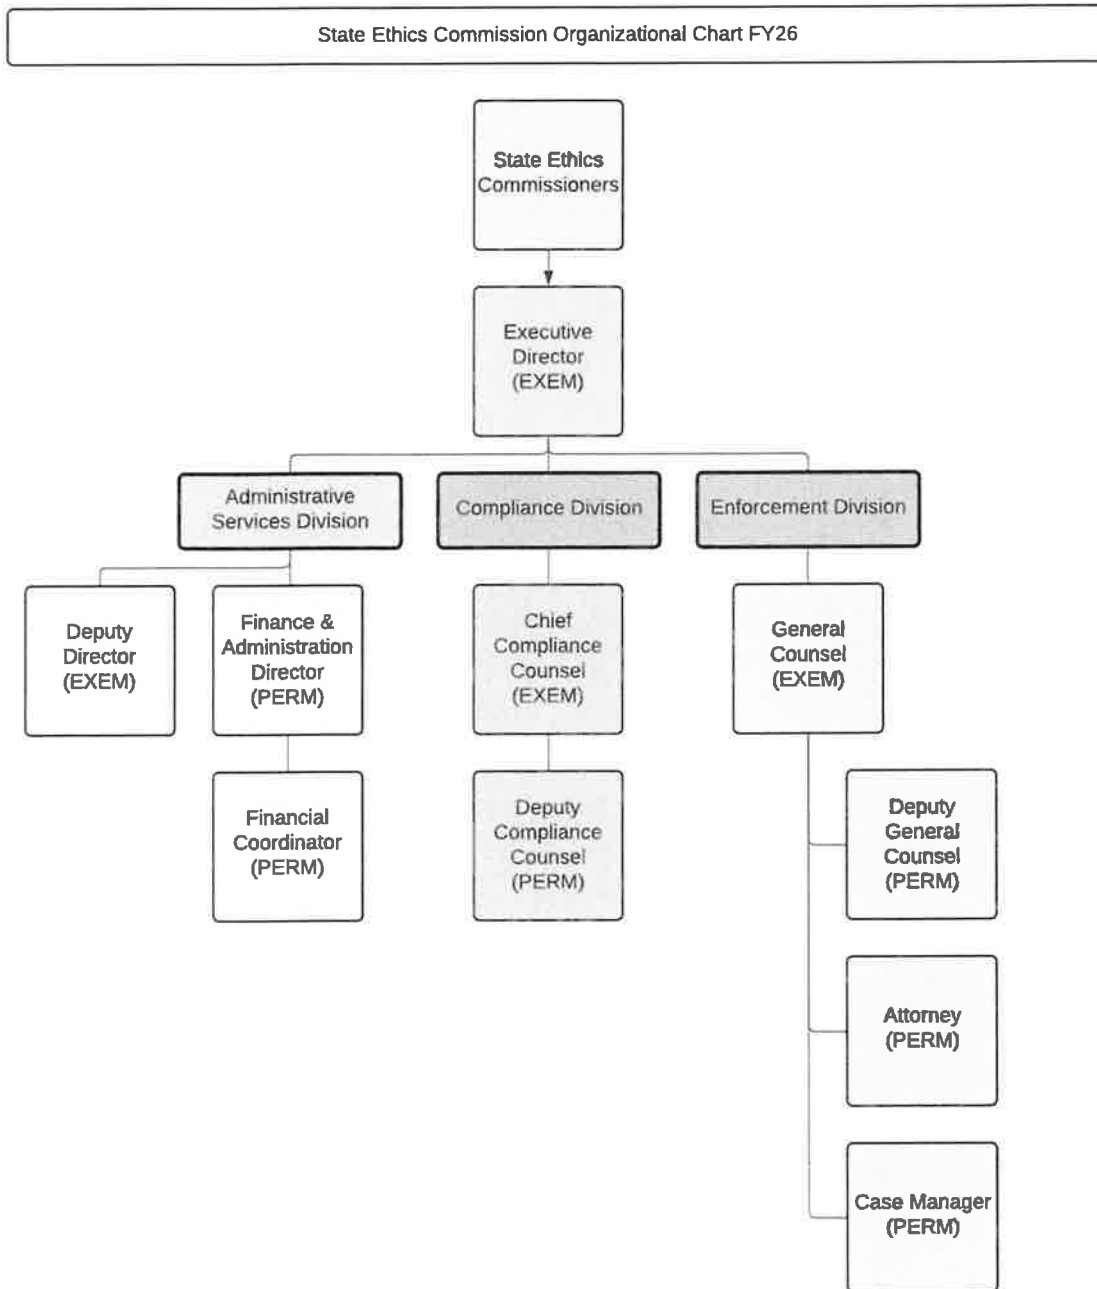 State Ethics Commission Organizational Chart FY26
State Ethics
Commissioners
Executive
Director
(EXEM)
Administrative
Services Division
Compliance Division
Enforcement Division
Deputy
Director
(EXEM)
Finance &
Administration
Director
(PERM)
Chief
Compliance
Counsel
(EXEM)
General
Counsel
(EXEM)
Financial
Coordinator
(PERM)
Deputy
Compliance
Counsel
(PERM)
Deputy
General
Counsel
(PERM)
Attorney
(PERM)
Case Manager
(PERM)